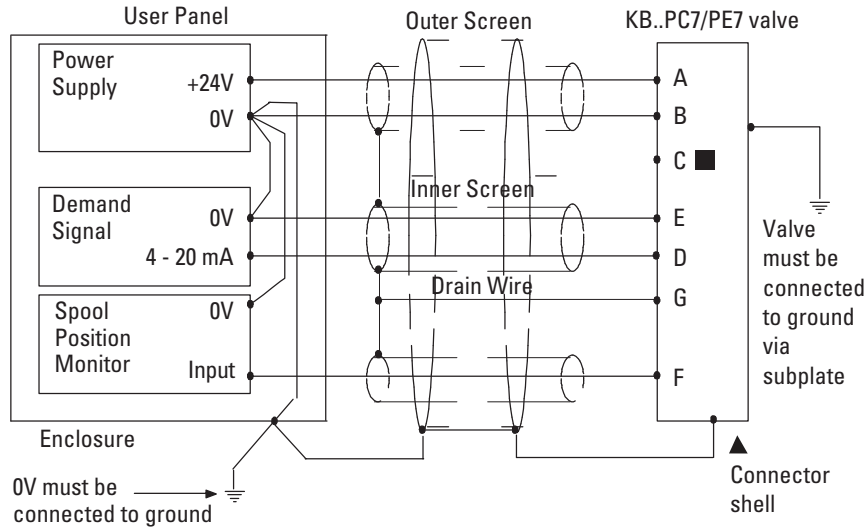 User Panel
Outer Screen
KB..PC7/PE7 valve
Power
Supply
+24V
0V
A
B
C
Inner Screen
Demand
Signal
0V
4 - 20 mA
E
D
Drain Wire
G
Spool
Position
Monitor
0V
Input
F
Valve
must be
connected
to ground
via
subplate
Enclosure
Connector
shell
0V must be
connected to ground